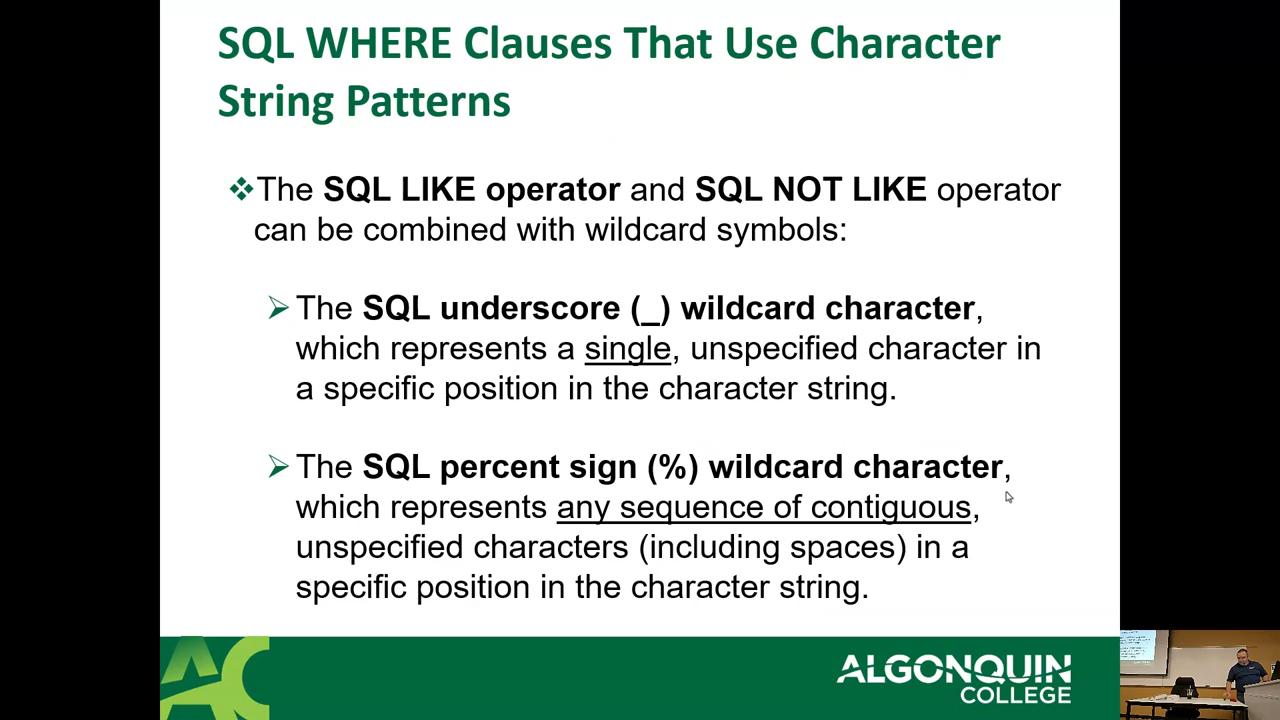 SQL WHERE Clauses That Use Character
String Patterns
The SQL LIKE operator and SQL NOT LIKE operator
can be combined with wildcard symbols:
The SQL underscore (_) wildcard character,
which represents a single, unspecified character in
a specific position in the character string.
The SQL percent sign (%) wildcard character,
which represents any sequence of contiguous,
unspecified characters (including spaces) in a
specific position in the character string.
AC
ALGONQUIN
COLLEGE